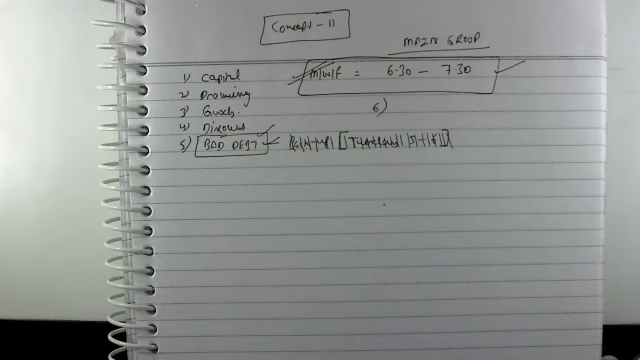 Concept - 11
MAIN GROUP
1) Capital
M/W/F = 6.30 - 7.30
2) Drawing
3) Goods.
6)
4) Discount
5) BAD DEBT